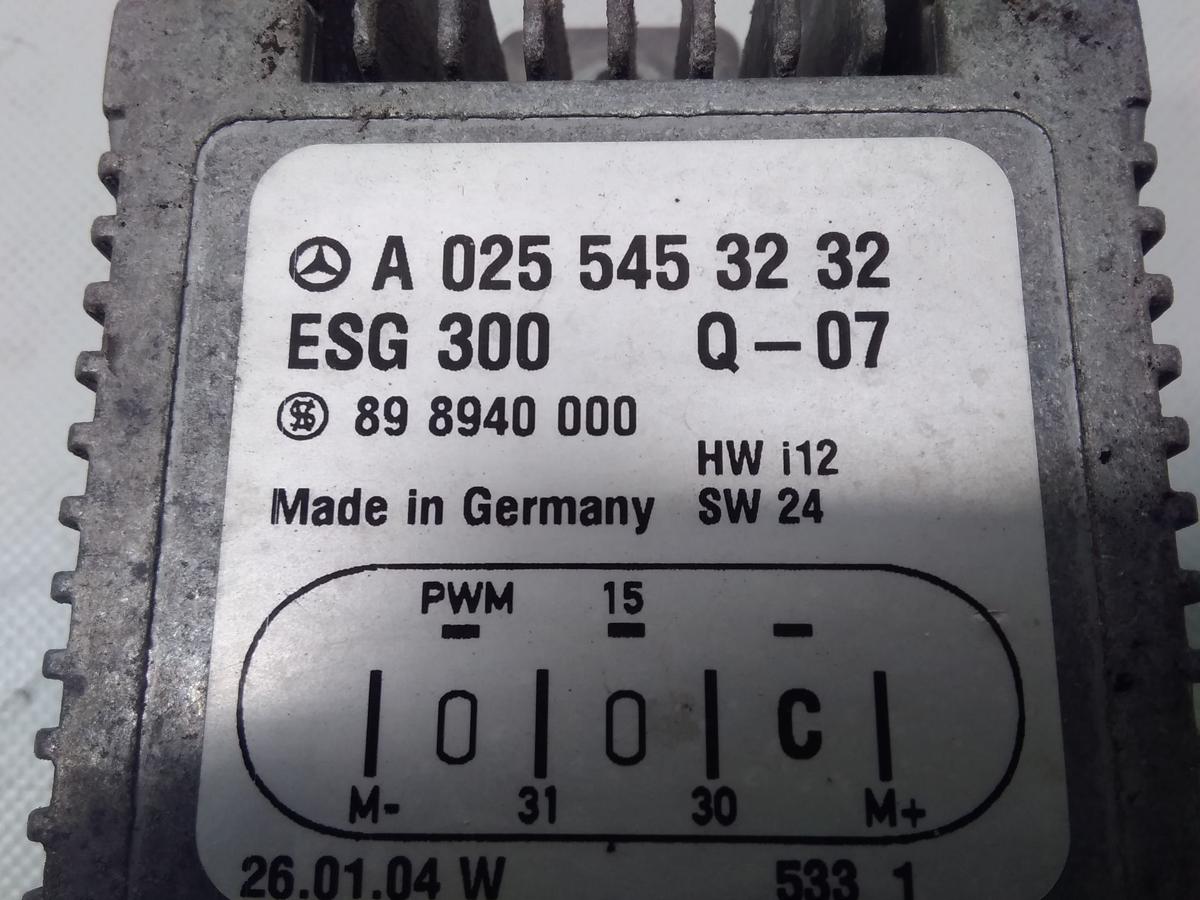 A 025 545 32 32
ESG 300 Q-07
89 8940 000
HW i12
Made in Germany SW 24
PWM 15
C
M- 31 30 M+
26.01.04 W 533 1